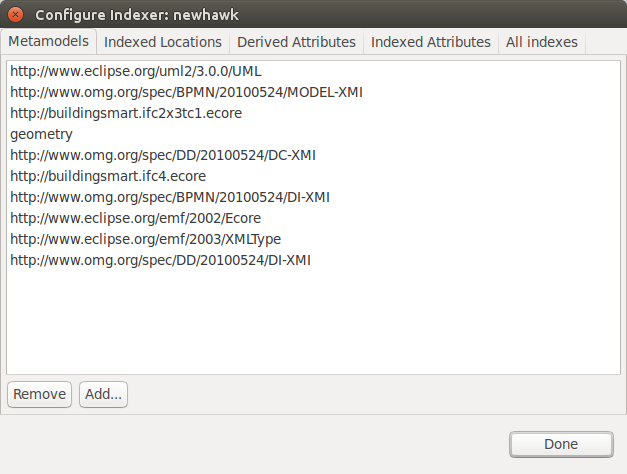 Configure Indexer: newhawk
Metamodels Indexed Locations Derived Attributes Indexed Attributes All indexes
http://www.eclipse.org/uml2/3.0.0/UML
http://www.omg.org/spec/BPMN/20100524/MODEL-XMI
http://buildingsmart.ifc2x3tc1.ecore
geometry
http://www.omg.org/spec/DD/20100524/DC-XMI
http://buildingsmart.ifc4.ecore
http://www.omg.org/spec/BPMN/20100524/DI-XMI
http://www.eclipse.org/emf/2002/Ecore
http://www.eclipse.org/emf/2003/XMLType
http://www.omg.org/spec/DD/20100524/DI-XMI
Remove Add...
Done